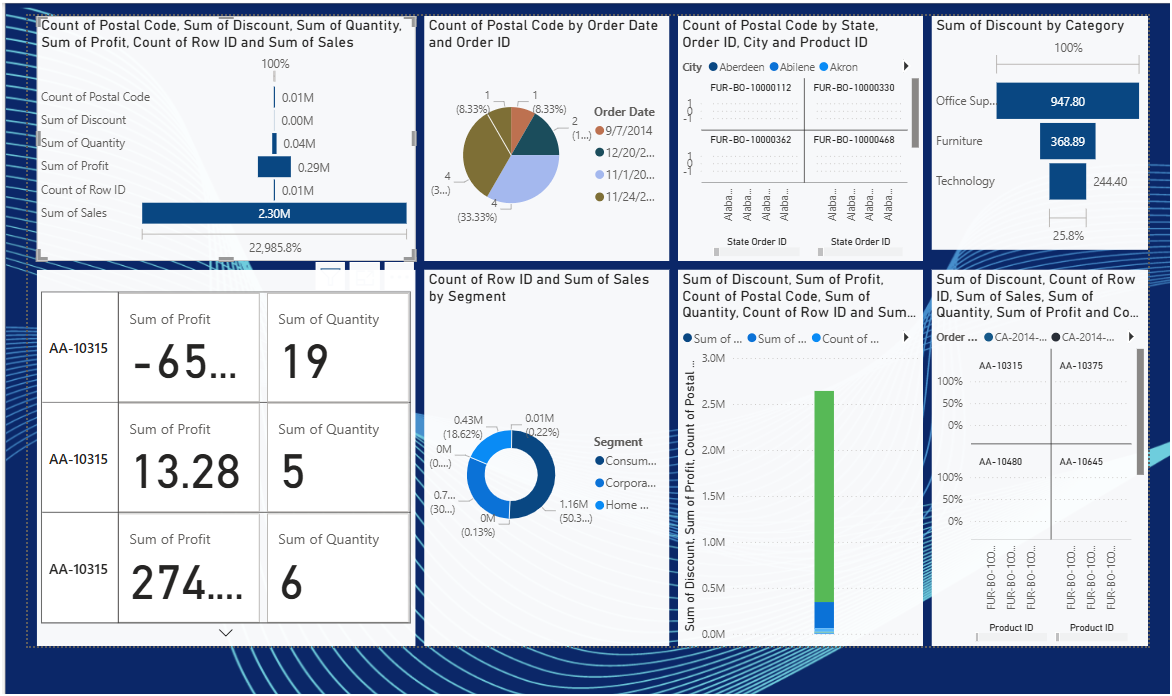 Count of Postal Code, Sum of Discount, Sum of Quantity,
Sum of Profit, Count of Row ID and Sum of Sales
100%
Count of Postal Code
0.01M
Sum of Discount
0.00M
Sum of Quantity
0.04M
Sum of Profit
0.29M
Count of Row ID
0.01M
Sum of Sales
2.30M
22,985.8%
Count of Postal Code by Order Date
and Order ID
1
(8.33%)
1
(8.33%)
2
(1...)
4
(3...)
4
(33.33%)
Order Date
9/7/2014
12/20/2...
11/1/20...
11/24/2...
Count of Postal Code by State,
Order ID, City and Product ID
City
Aberdeen
Abilene
Akron
FUR-BO-10000112
FUR-BO-10000330
1
0
-1
FUR-BO-10000362
FUR-BO-10000468
1
0
-1
Alaba...
Alaba...
Alaba...
Alaba...
Alaba...
Alaba...
Alaba...
Alaba...
State Order ID
State Order ID
Sum of Discount by Category
100%
Office Sup...
947.80
Furniture
368.89
Technology
244.40
25.8%
AA-10315
Sum of Profit
-65...
Sum of Quantity
19
AA-10315
Sum of Profit
13.28
Sum of Quantity
5
AA-10315
Sum of Profit
274....
Sum of Quantity
6
Count of Row ID and Sum of Sales
by Segment
0.01M
(0.22%)
0.43M
(18.62%)
0M
(0....)
0.7...
(30...)
0M
(0.13%)
1.16M
(50.3...)
Segment
Consum...
Corpora...
Home ...
Sum of Discount, Sum of Profit,
Count of Postal Code, Sum of
Quantity, Count of Row ID and Sum...
Sum of ...
Sum of ...
Count of ...
Sum of Discount, Sum of Profit, Count of Postal ...
3.0M
2.5M
2.0M
1.5M
1.0M
0.5M
0.0M
Sum of Discount, Count of Row
ID, Sum of Sales, Sum of
Quantity, Sum of Profit and Co...
Order ...
CA-2014-...
CA-2014-...
AA-10315
AA-10375
100%
50%
0%
AA-10480
AA-10645
100%
50%
0%
FUR-BO-100...
FUR-BO-100...
FUR-BO-100...
FUR-BO-100...
FUR-BO-100...
FUR-BO-100...
Product ID
Product ID